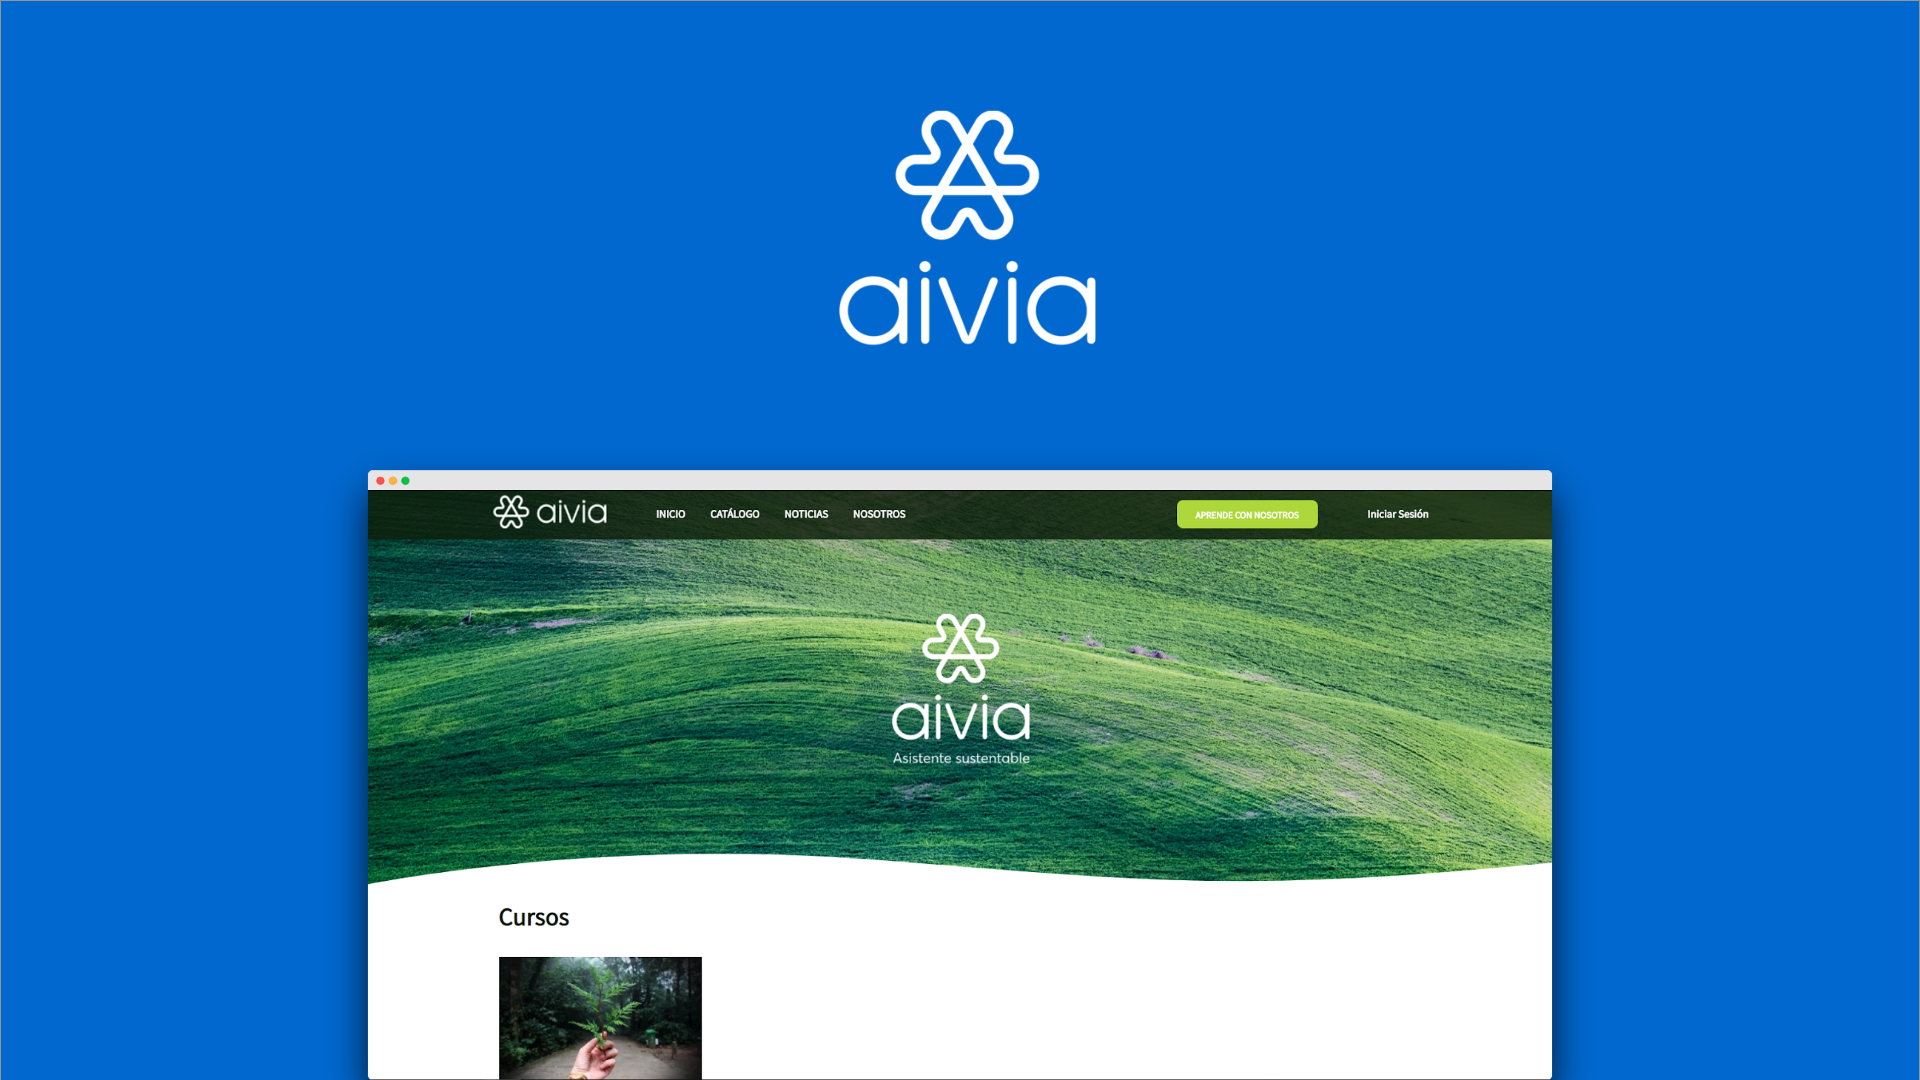 aivia
aivia INICIO CATÁLOGO NOTICIAS NOSOTROS APRENDE CON NOSOTROS Iniciar Sesión
aivia
Asistente sustentable
Cursos